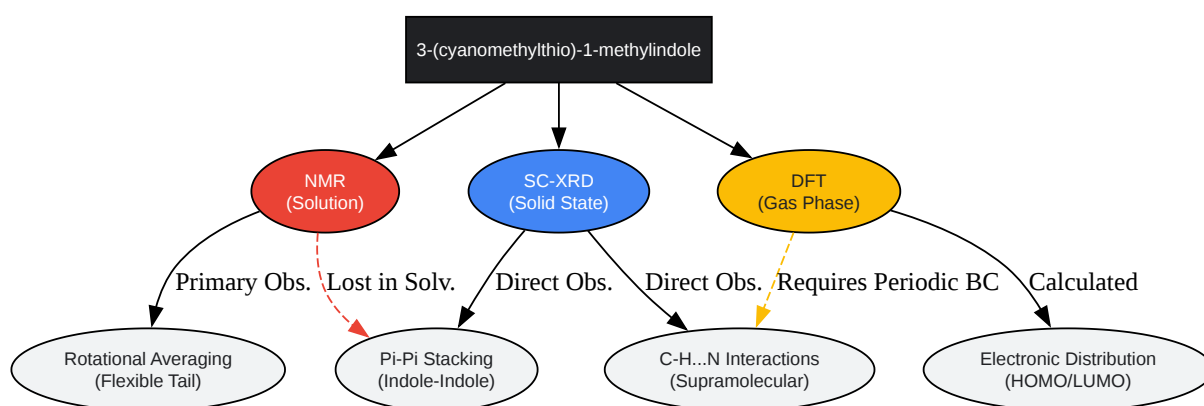 3-(cyanomethylthio)-1-methylindole
NMR
(Solution)
SC-XRD
(Solid State)
DFT
(Gas Phase)
Primary Obs.
Lost in Solv.
Direct Obs.
Direct Obs.
Requires Periodic BC
Calculated
Rotational Averaging
(Flexible Tail)
Pi-Pi Stacking
(Indole-Indole)
C-H...N Interactions
(Supramolecular)
Electronic Distribution
(HOMO/LUMO)